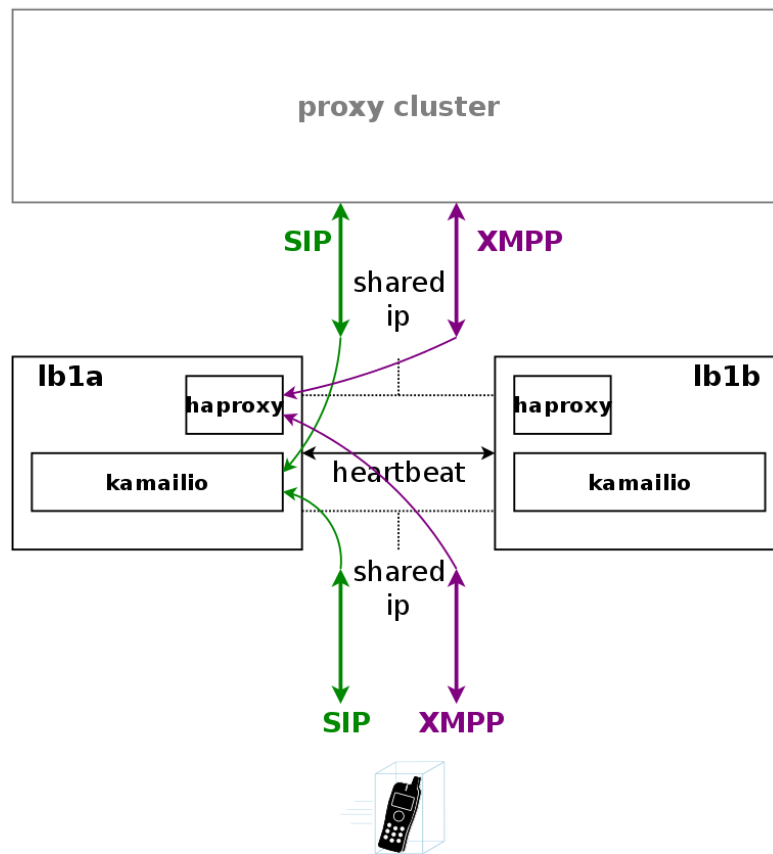 proxy cluster
SIP
XMPP
shared
ip
lb1a
lb1b
haproxy
haproxy
heartbeat
kamailio
kamailio
shared
ip
SIP
XMPP